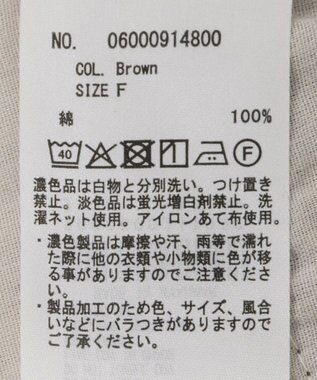 NO. 06000914800
COL. Brown
SIZE F
綿 100%
40 F
濃色品は白物と分別洗い。つけ置き
禁止。淡色品は蛍光増白剤禁止。洗
濯ネット使用。アイロンあて布使用。
・濃色製品は摩擦や汗、雨等で濡れ
た際に他の衣類や小物類に色が移
る事がありますのでご注意くださ
い。
・製品加工のため色、サイズ、風合
いなどにバラつきがありますので
ご了承ください。